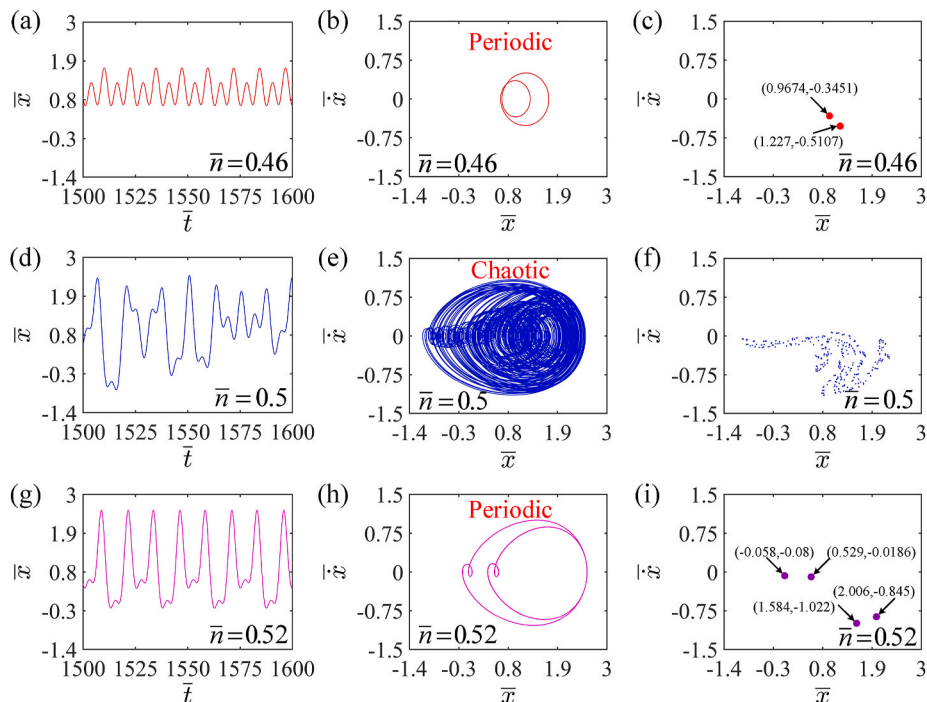 (a)
3
1.9
0.8
-0.3
-1.4
x̅
n̅=0.46
1500 1525 1550 1575 1600
t̅
(b)
1.5
0.75
0
-0.75
-1.5
ẋ̅
Periodic
n̅=0.46
-1.4 -0.3 0.8 1.9 3
x̅
(c)
1.5
0.75
0
-0.75
-1.5
ẋ̅
(0.9674,-0.3451)
(1.227,-0.5107)
n̅=0.46
-1.4 -0.3 0.8 1.9 3
x̅
(d)
3
1.9
0.8
-0.3
-1.4
x̅
n̅=0.5
1500 1525 1550 1575 1600
t̅
(e)
1.5
0.75
0
-0.75
-1.5
ẋ̅
Chaotic
n̅=0.5
-1.4 -0.3 0.8 1.9 3
x̅
(f)
1.5
0.75
0
-0.75
-1.5
ẋ̅
n̅=0.5
-1.4 -0.3 0.8 1.9 3
x̅
(g)
3
1.9
0.8
-0.3
-1.4
x̅
n̅=0.52
1500 1525 1550 1575 1600
t̅
(h)
1.5
0.75
0
-0.75
-1.5
ẋ̅
Periodic
n̅=0.52
-1.4 -0.3 0.8 1.9 3
x̅
(i)
1.5
0.75
0
-0.75
-1.5
ẋ̅
(-0.058,-0.08)
(0.529,-0.0186)
(2.006,-0.845)
(1.584,-1.022)
n̅=0.52
-1.4 -0.3 0.8 1.9 3
x̅